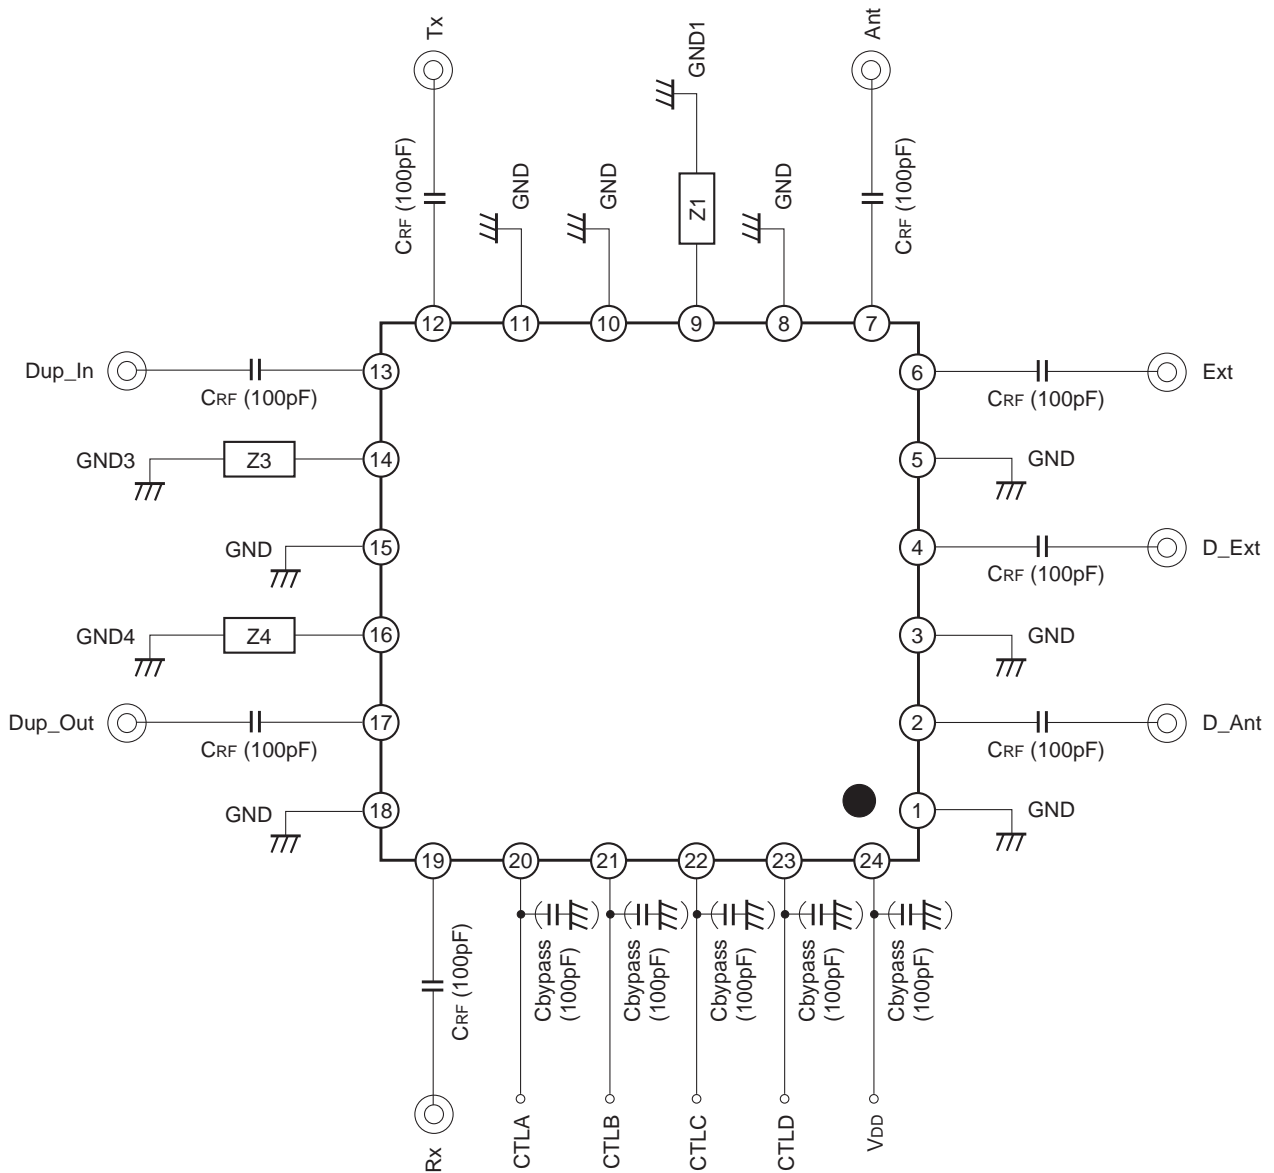 Tx
GND1
Ant
CRF (100pF)
GND
GND
Z1
GND
CRF (100pF)
12
11
10
9
8
7
Dup_In
CRF (100pF)
13
6
CRF (100pF)
Ext
GND3
Z3
14
5
GND
GND
15
4
CRF (100pF)
D_Ext
GND4
Z4
16
3
GND
Dup_Out
CRF (100pF)
17
2
CRF (100pF)
D_Ant
GND
18
1
GND
19
20
21
22
23
24
CRF (100pF)
Cbypass
(100pF)
Cbypass
(100pF)
Cbypass
(100pF)
Cbypass
(100pF)
Cbypass
(100pF)
Rx
CTLA
CTLB
CTLC
CTLD
VDD